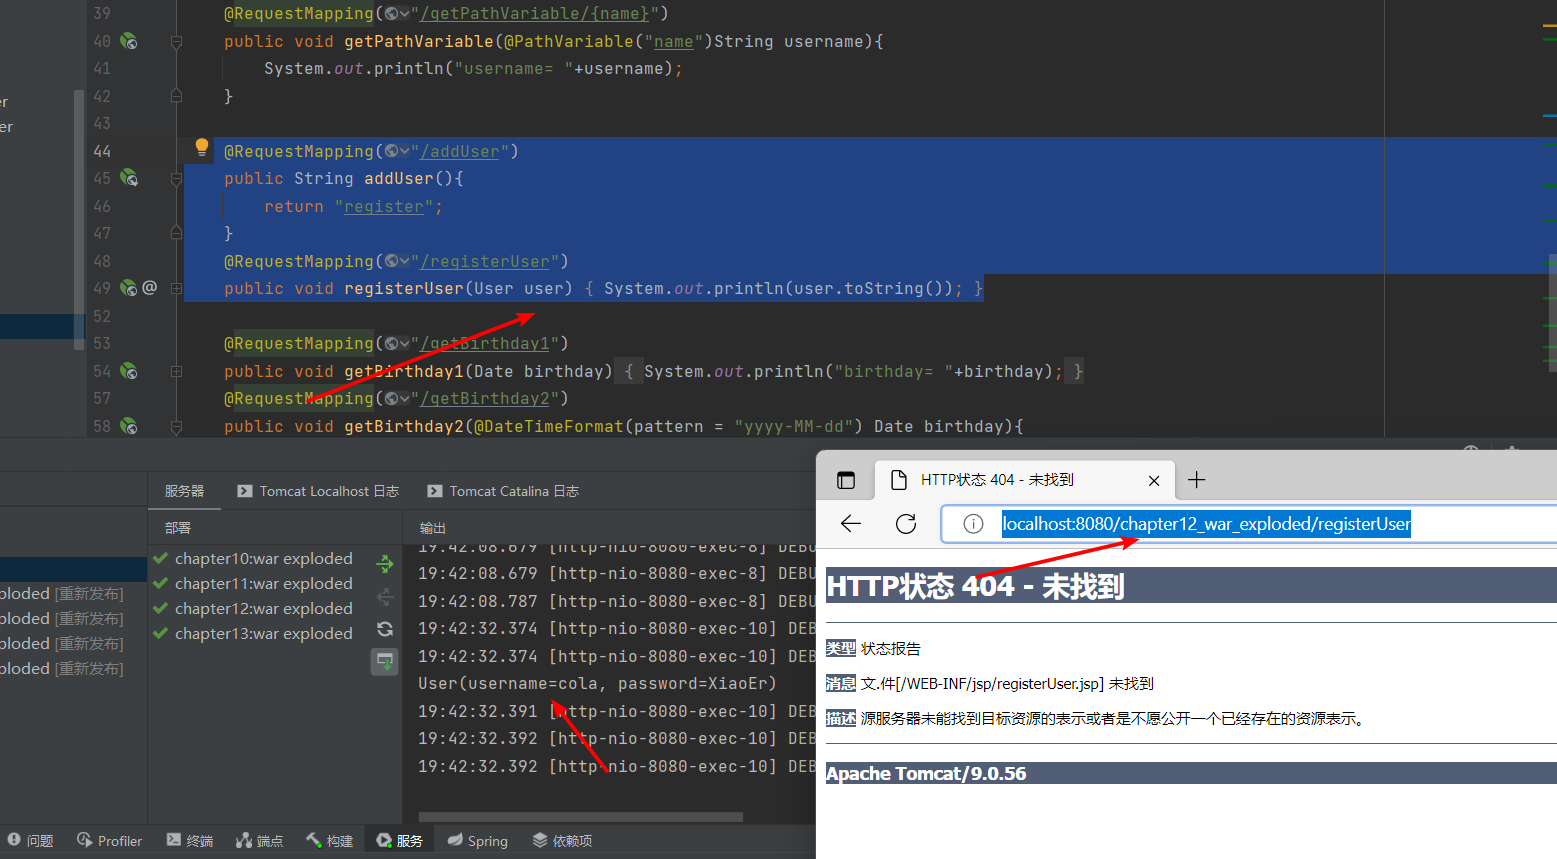 39 @RequestMapping("/getPathVariable/{name}")
40 public void getPathVariable(@PathVariable("name")String username){
41 System.out.println("username= "+username);
42 }
43
44 @RequestMapping("/addUser")
45 public String addUser(){
46 return "register";
47 }
48 @RequestMapping("/registerUser")
49 @ public void registerUser(User user) { System.out.println(user.toString()); }
52
53 @RequestMapping("/getBirthday1")
54 public void getBirthday1(Date birthday) { System.out.println("birthday= "+birthday); }
57 @RequestMapping("/getBirthday2")
58 public void getBirthday2(@DateTimeFormat(pattern = "yyyy-MM-dd") Date birthday){
er
er
服务器 Tomcat Localhost 日志 Tomcat Catalina 日志
部署
chapter10:war exploded
chapter11:war exploded
chapter12:war exploded
chapter13:war exploded
ploded [重新发布]
ploded [重新发布]
ploded [重新发布]
ploded [重新发布]
输出
19:42:08.679 [http-nio-8080-exec-8] DEBU
19:42:08.679 [http-nio-8080-exec-8] DEBU
19:42:08.787 [http-nio-8080-exec-8] DEBU
19:42:32.374 [http-nio-8080-exec-10] DEB
19:42:32.374 [http-nio-8080-exec-10] DEB
User(username=cola, password=XiaoEr)
19:42:32.391 [http-nio-8080-exec-10] DEB
19:42:32.392 [http-nio-8080-exec-10] DEB
19:42:32.392 [http-nio-8080-exec-10] DEB
HTTP状态 404 - 未找到
localhost:8080/chapter12_war_exploded/registerUser
HTTP状态 404 - 未找到
类型 状态报告
消息 文.件[/WEB-INF/jsp/registerUser.jsp] 未找到
描述 源服务器未能找到目标资源的表示或者是不愿公开一个已经存在的资源表示。
Apache Tomcat/9.0.56
问题 Profiler 终端 端点 构建 服务 Spring 依赖项